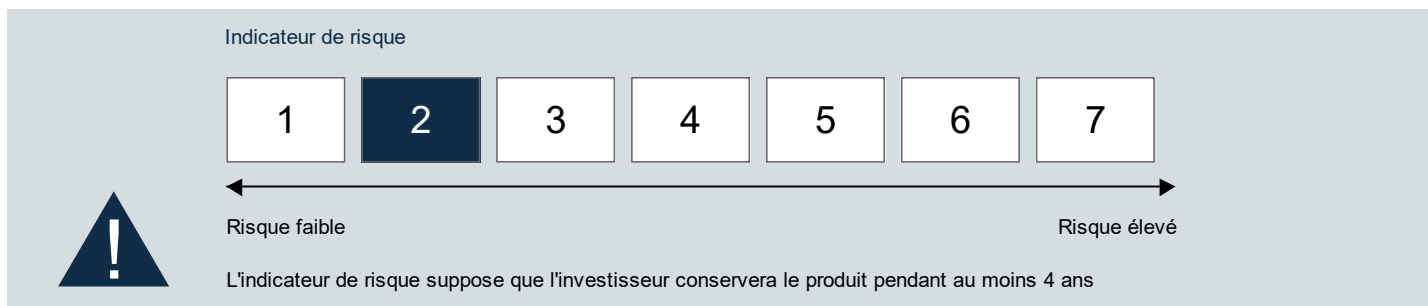 Indicateur de risque
1 2 3 4 5 6 7
Risque faible Risque élevé
!
L'indicateur de risque suppose que l'investisseur conservera le produit pendant au moins 4 ans